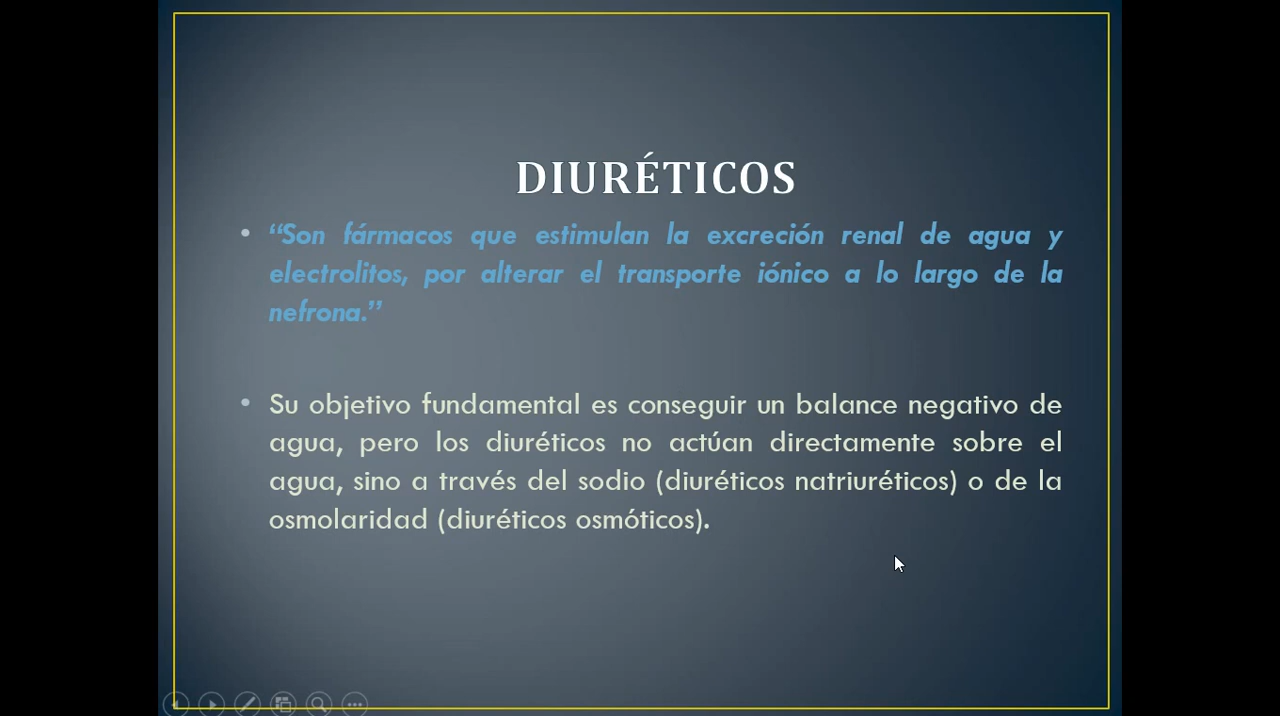 DIURÉTICOS
• “Son fármacos que estimulan la excreción renal de agua y
electrolitos, por alterar el transporte iónico a lo largo de la
nefrona.”
• Su objetivo fundamental es conseguir un balance negativo de
agua, pero los diuréticos no actúan directamente sobre el
agua, sino a través del sodio (diuréticos natriuréticos) o de la
osmolaridad (diuréticos osmóticos).